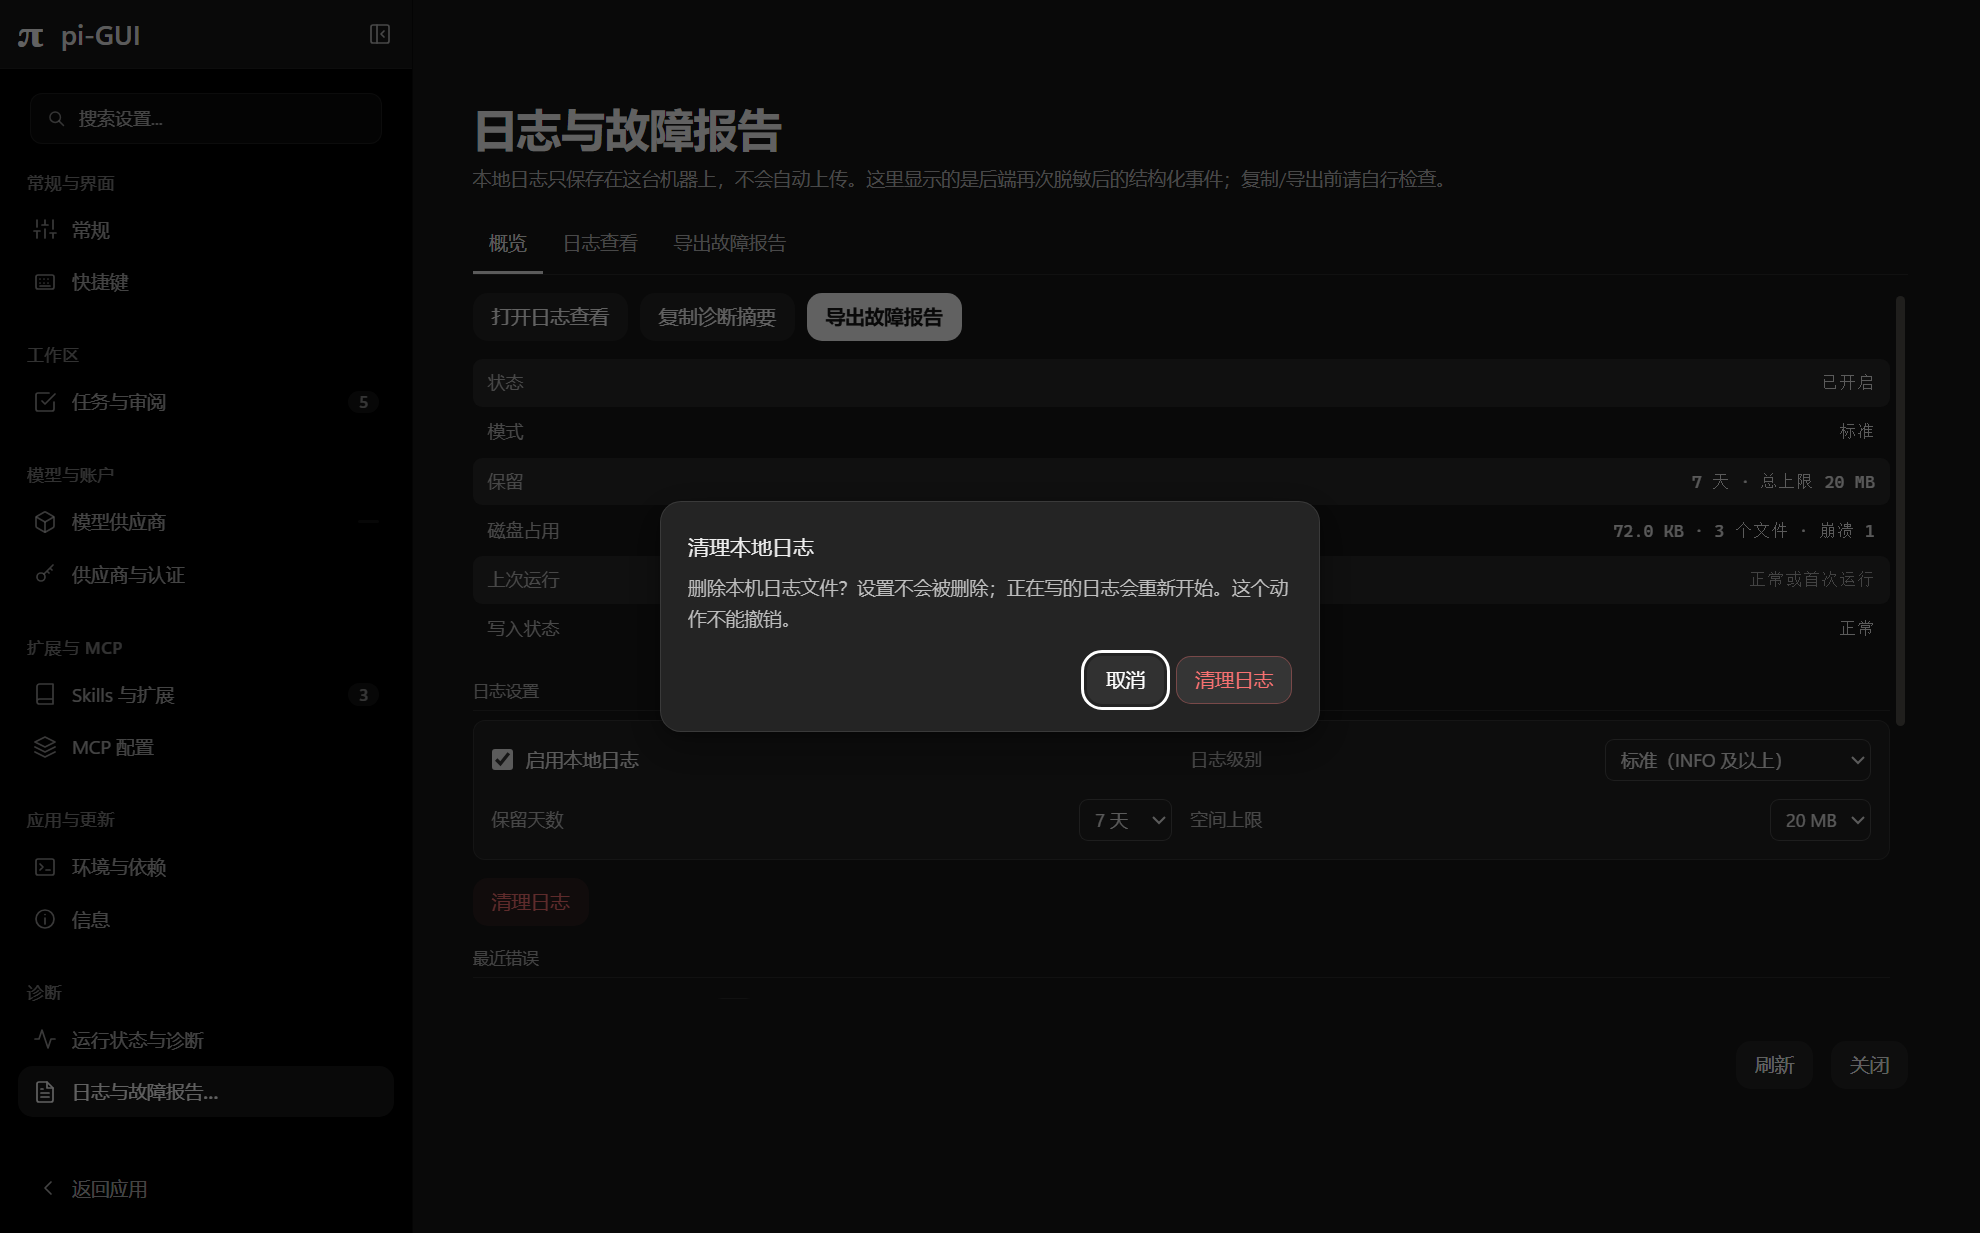 π pi-GUI
搜索设置...
常规与界面
常规
快捷键
工作区
任务与审阅 5
模型与账户
模型供应商
供应商与认证
扩展与 MCP
Skills 与扩展 3
MCP 配置
应用与更新
环境与依赖
信息
诊断
运行状态与诊断
日志与故障报告...
返回应用
日志与故障报告
本地日志只保存在这台机器上，不会自动上传。这里显示的是后端再次脱敏后的结构化事件；复制/导出前请自行检查。
概览 日志查看 导出故障报告
打开日志查看 复制诊断摘要 导出故障报告
状态 已开启
模式 标准
保留 7 天 · 总上限 20 MB
磁盘占用 72.0 KB · 3 个文件 · 崩溃 1
上次运行 正常或首次运行
写入状态 正常
清理本地日志
删除本机日志文件？设置不会被删除；正在写的日志会重新开始。这个动
作不能撤销。
取消 清理日志
日志设置
启用本地日志 日志级别 标准（INFO 及以上）
保留天数 7 天 空间上限 20 MB
清理日志
最近错误
刷新 关闭